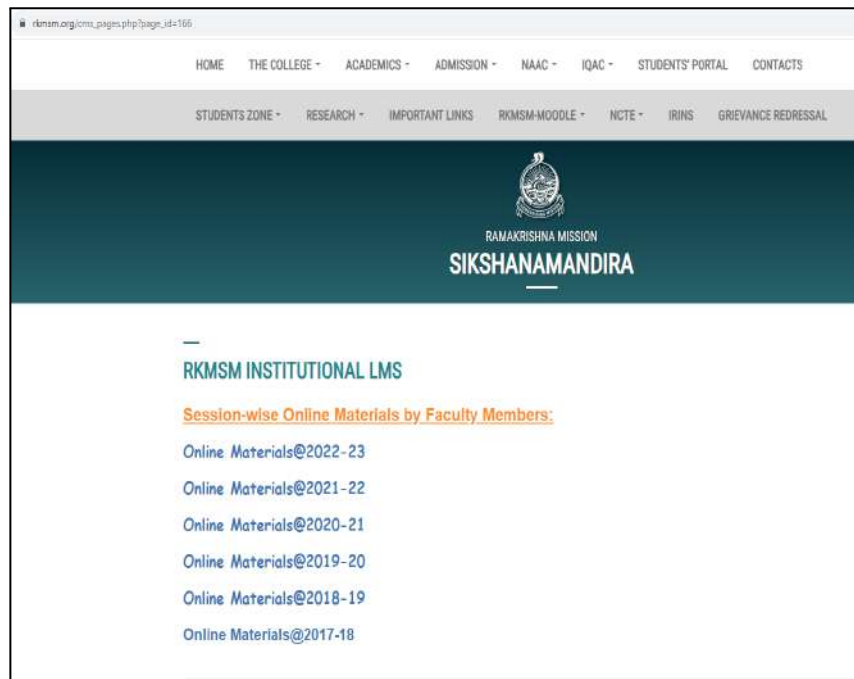 rkmsm.org/cms_pages.php?page_id=166
HOME THE COLLEGE ACADEMICS ADMISSION NAAC IQAC STUDENTS' PORTAL CONTACTS
STUDENTS ZONE RESEARCH IMPORTANT LINKS RKMSM-MOODLE NCTE IRINS GRIEVANCE REDRESSAL
RAMAKRISHNA MISSION
SIKSHANAMANDIRA
RKMSM INSTITUTIONAL LMS
Session-wise Online Materials by Faculty Members:
Online Materials@2022-23
Online Materials@2021-22
Online Materials@2020-21
Online Materials@2019-20
Online Materials@2018-19
Online Materials@2017-18